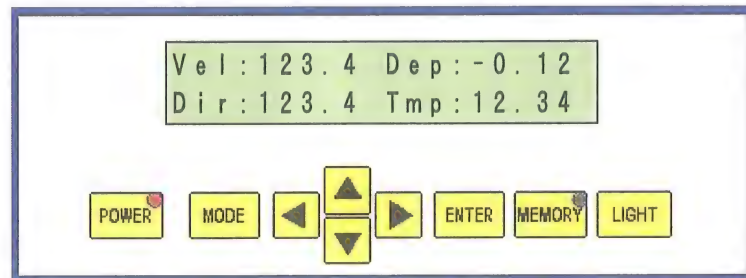 Vel:123.4 Dep:-0.12
Dir:123.4 Tmp:12.34
POWER MODE ENTER MEMORY LIGHT